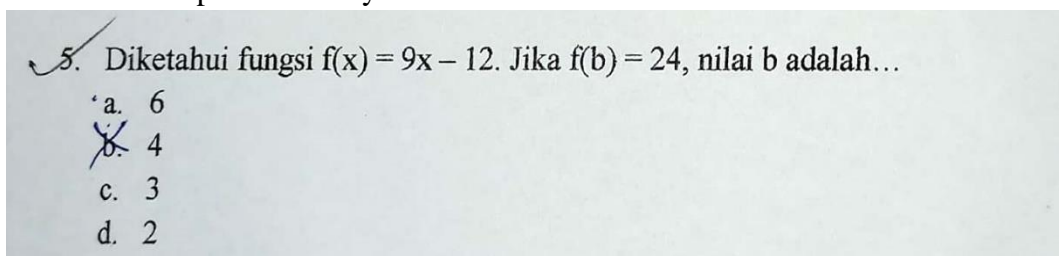 5. Diketahui fungsi f(x) = 9x – 12. Jika f(b) = 24, nilai b adalah…
a. 6
b. 4
c. 3
d. 2